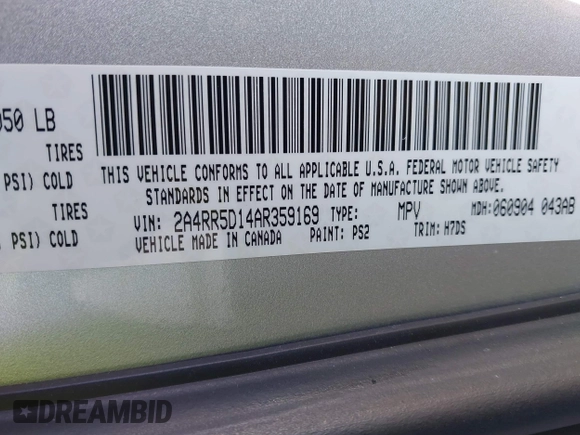 050 LB
TIRES
PSI) COLD
TIRES
PSI) COLD
THIS VEHICLE CONFORMS TO ALL APPLICABLE U.S.A. FEDERAL MOTOR VEHICLE SAFETY
STANDARDS IN EFFECT ON THE DATE OF MANUFACTURE SHOWN ABOVE.
VIN: 2A4RR5D14AR359169 TYPE: MPV MDH: 060904 043AB
VEHICLE MADE IN CANADA PAINT: PS2 TRIM: H7DS
DREAMBID